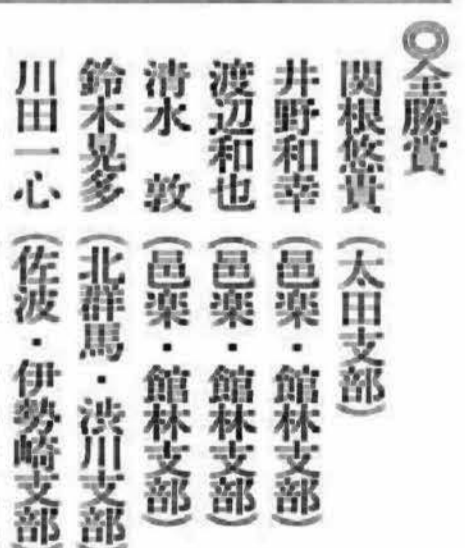 ◎全勝賞
関根悠貴（太田支部）
井野和幸（邑楽・館林支部）
渡辺和也（邑楽・館林支部）
清水　敦（邑楽・館林支部）
鈴木晃多（北群馬・渋川支部）
川田一心（佐波・伊勢崎支部）